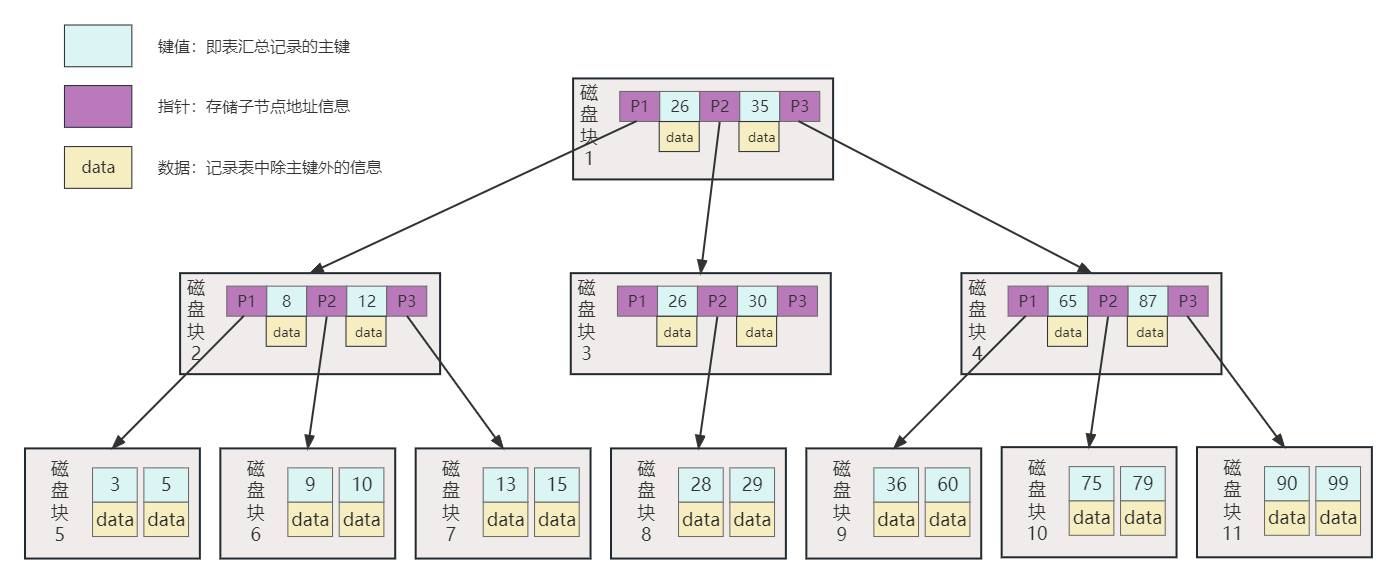 键值：即表汇总记录的主键
指针：存储子节点地址信息
data 数据：记录表中除主键外的信息
磁盘块1
P1 26 P2 35 P3
data data
磁盘块2
P1 8 P2 12 P3
data data
磁盘块3
P1 26 P2 30 P3
data data
磁盘块4
P1 65 P2 87 P3
data data
磁盘块5
3 5
data data
磁盘块6
9 10
data data
磁盘块7
13 15
data data
磁盘块8
28 29
data data
磁盘块9
36 60
data data
磁盘块10
75 79
data data
磁盘块11
90 99
data data